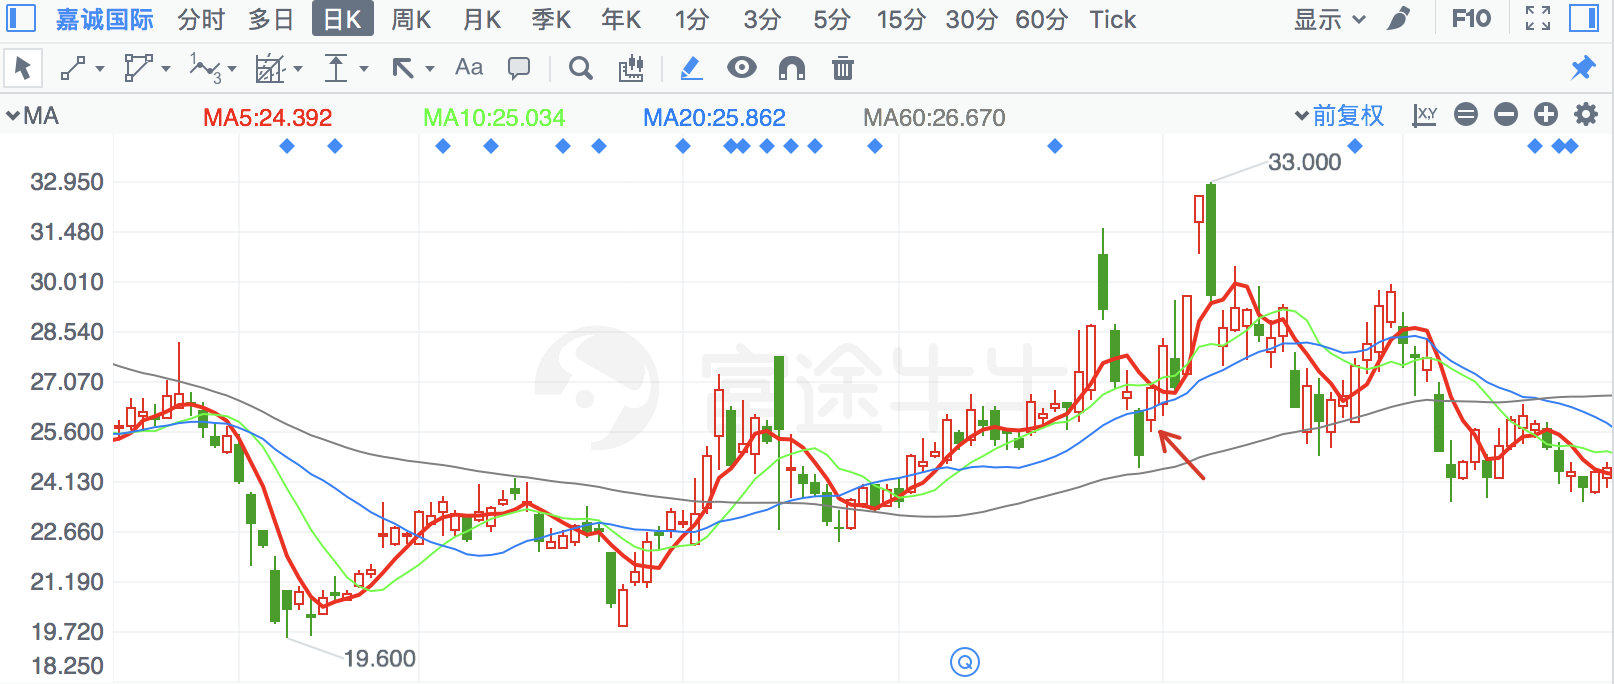 嘉诚国际 分时 多日 日K 周K 月K 季K 年K 1分 3分 5分 15分 30分 60分 Tick 显示 F10
Aa
MA MA5:24.392 MA10:25.034 MA20:25.862 MA60:26.670 前复权 X,Y
33.000
32.950
31.480
30.010
28.540
富途牛牛
27.070
25.600
24.130
22.660
21.190
19.720
19.600
18.250
Q